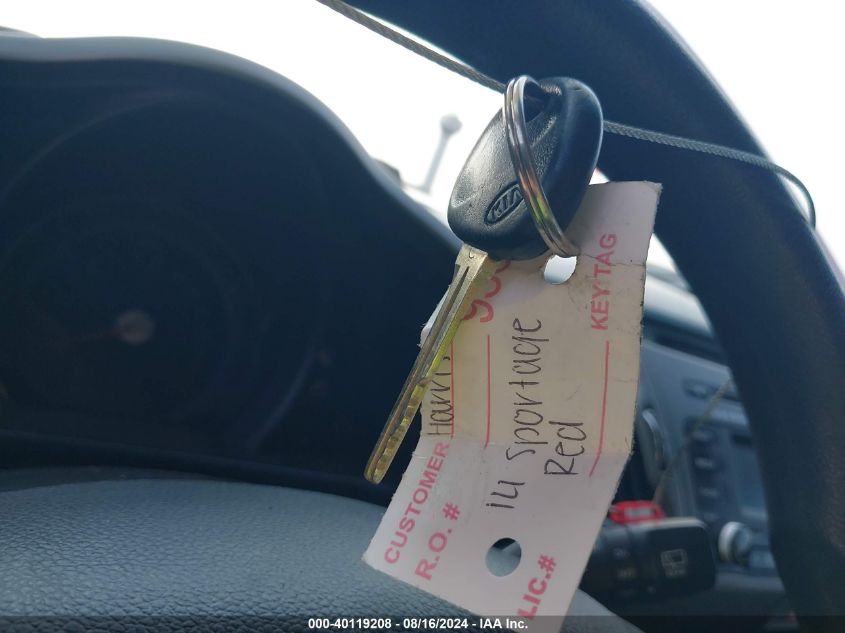 KIA
KEY TAG
CUSTOMER
R.O. #
14 Sportage
Red
LIC.#
000-40119208 - 08/16/2024 - IAA Inc.